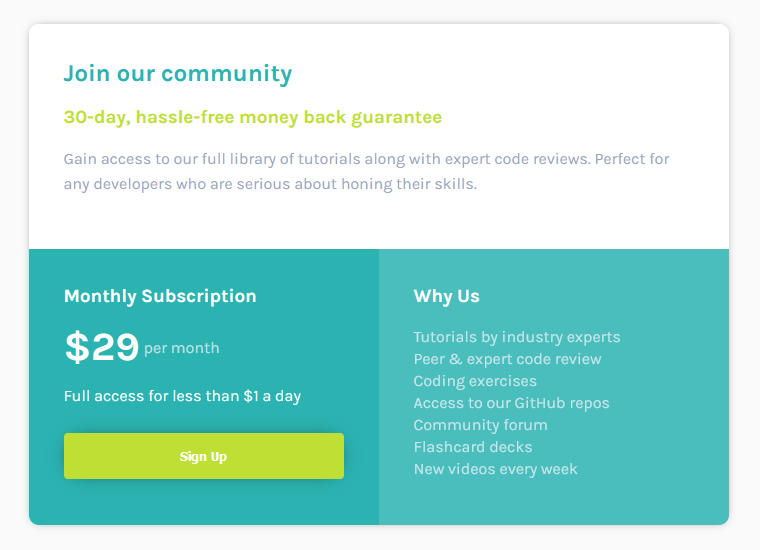 Join our community
30-day, hassle-free money back guarantee
Gain access to our full library of tutorials along with expert code reviews. Perfect for
any developers who are serious about honing their skills.
Monthly Subscription
$29 per month
Full access for less than $1 a day
Sign Up
Why Us
Tutorials by industry experts
Peer & expert code review
Coding exercises
Access to our GitHub repos
Community forum
Flashcard decks
New videos every week